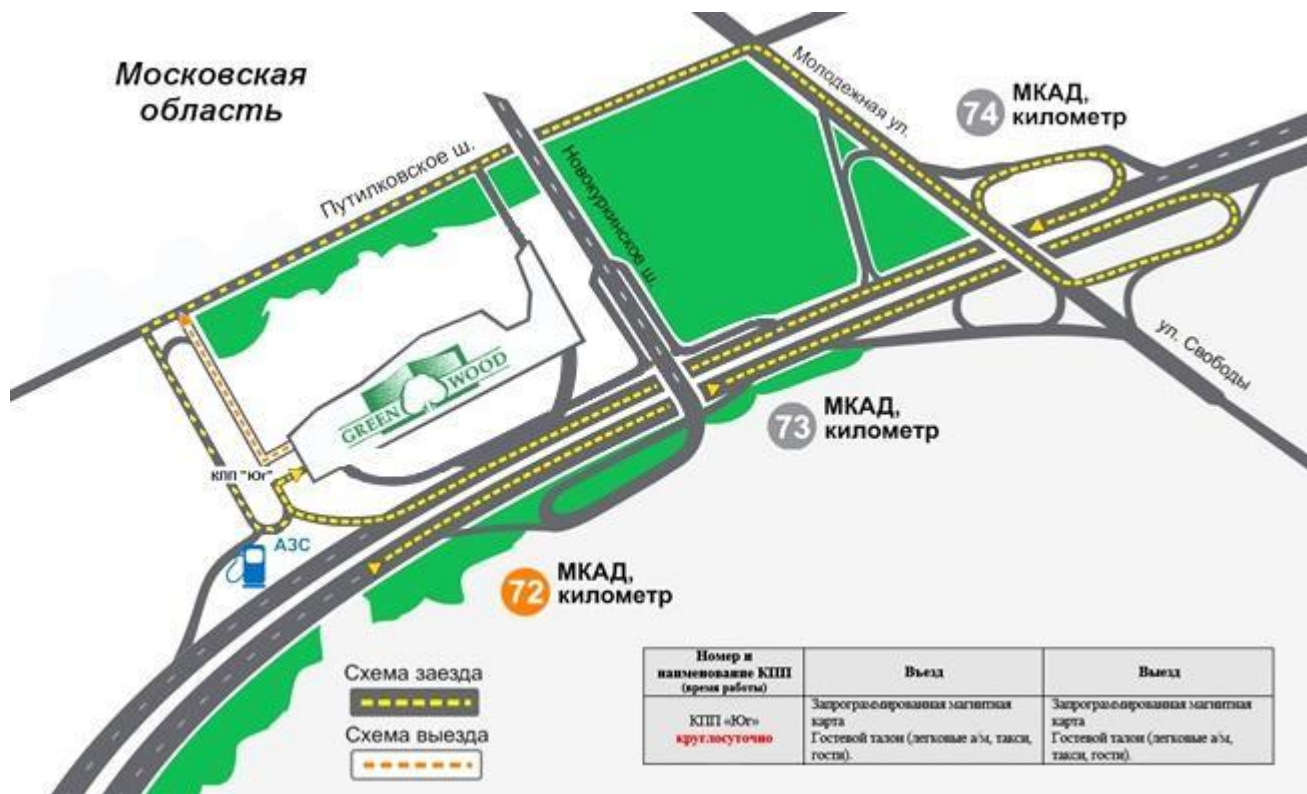 Московская
область
Путилковское ш.
Новокуркинское ш.
Молодежная ул.
74
МКАД,
километр
ул. Свободы
GREEN WOOD
КПП "Юг"
73
МКАД,
километр
АЗС
72
МКАД,
километр
Схема заезда
Схема выезда
Номер и
наименование КПП
(время работы)
Въезд
Выезд
КПП «Юг»
круглосуточно
Запрограммированная магнитная
карта
Гостевой талон (легковые а/м, такси,
гости).
Запрограммированная магнитная
карта
Гостевой талон (легковые а/м,
такси, гости).